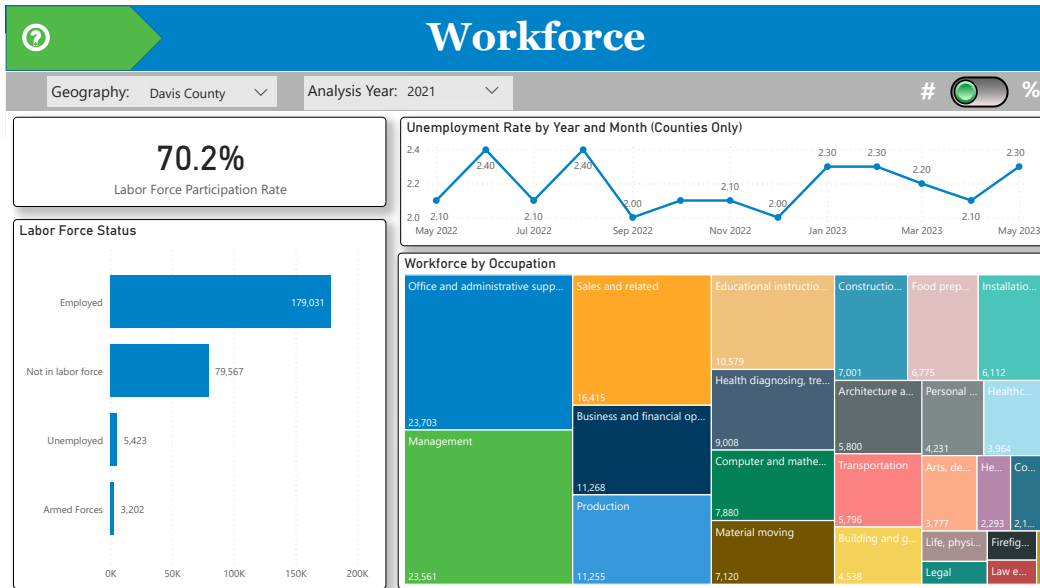 Workforce
Geography: Davis County
Analysis Year: 2021
# %
70.2%
Labor Force Participation Rate
Unemployment Rate by Year and Month (Counties Only)
2.4
2.2
2.0
2.10
2.40
2.10
2.40
2.00
2.10
2.00
2.30
2.30
2.20
2.10
2.30
May 2022 Jul 2022 Sep 2022 Nov 2022 Jan 2023 Mar 2023 May 2023
Labor Force Status
Employed 179,031
Not in labor force 79,567
Unemployed 5,423
Armed Forces 3,202
0K 50K 100K 150K 200K
Workforce by Occupation
Office and administrative supp...
23,703
Management
23,561
Sales and related
16,415
Business and financial op...
11,268
Production
11,255
Educational instructio...
10,579
Health diagnosing, tre...
9,008
Computer and mathe...
7,880
Material moving
7,120
Constructio...
7,001
Food prep...
6,775
Installatio...
6,112
Architecture a...
5,800
Personal ...
4,231
Healthc...
3,964
Transportation
5,796
Arts, de...
3,777
He...
2,293
Co...
2,1...
Building and g...
4,538
Life, physi...
Firefig...
Legal
Law e...